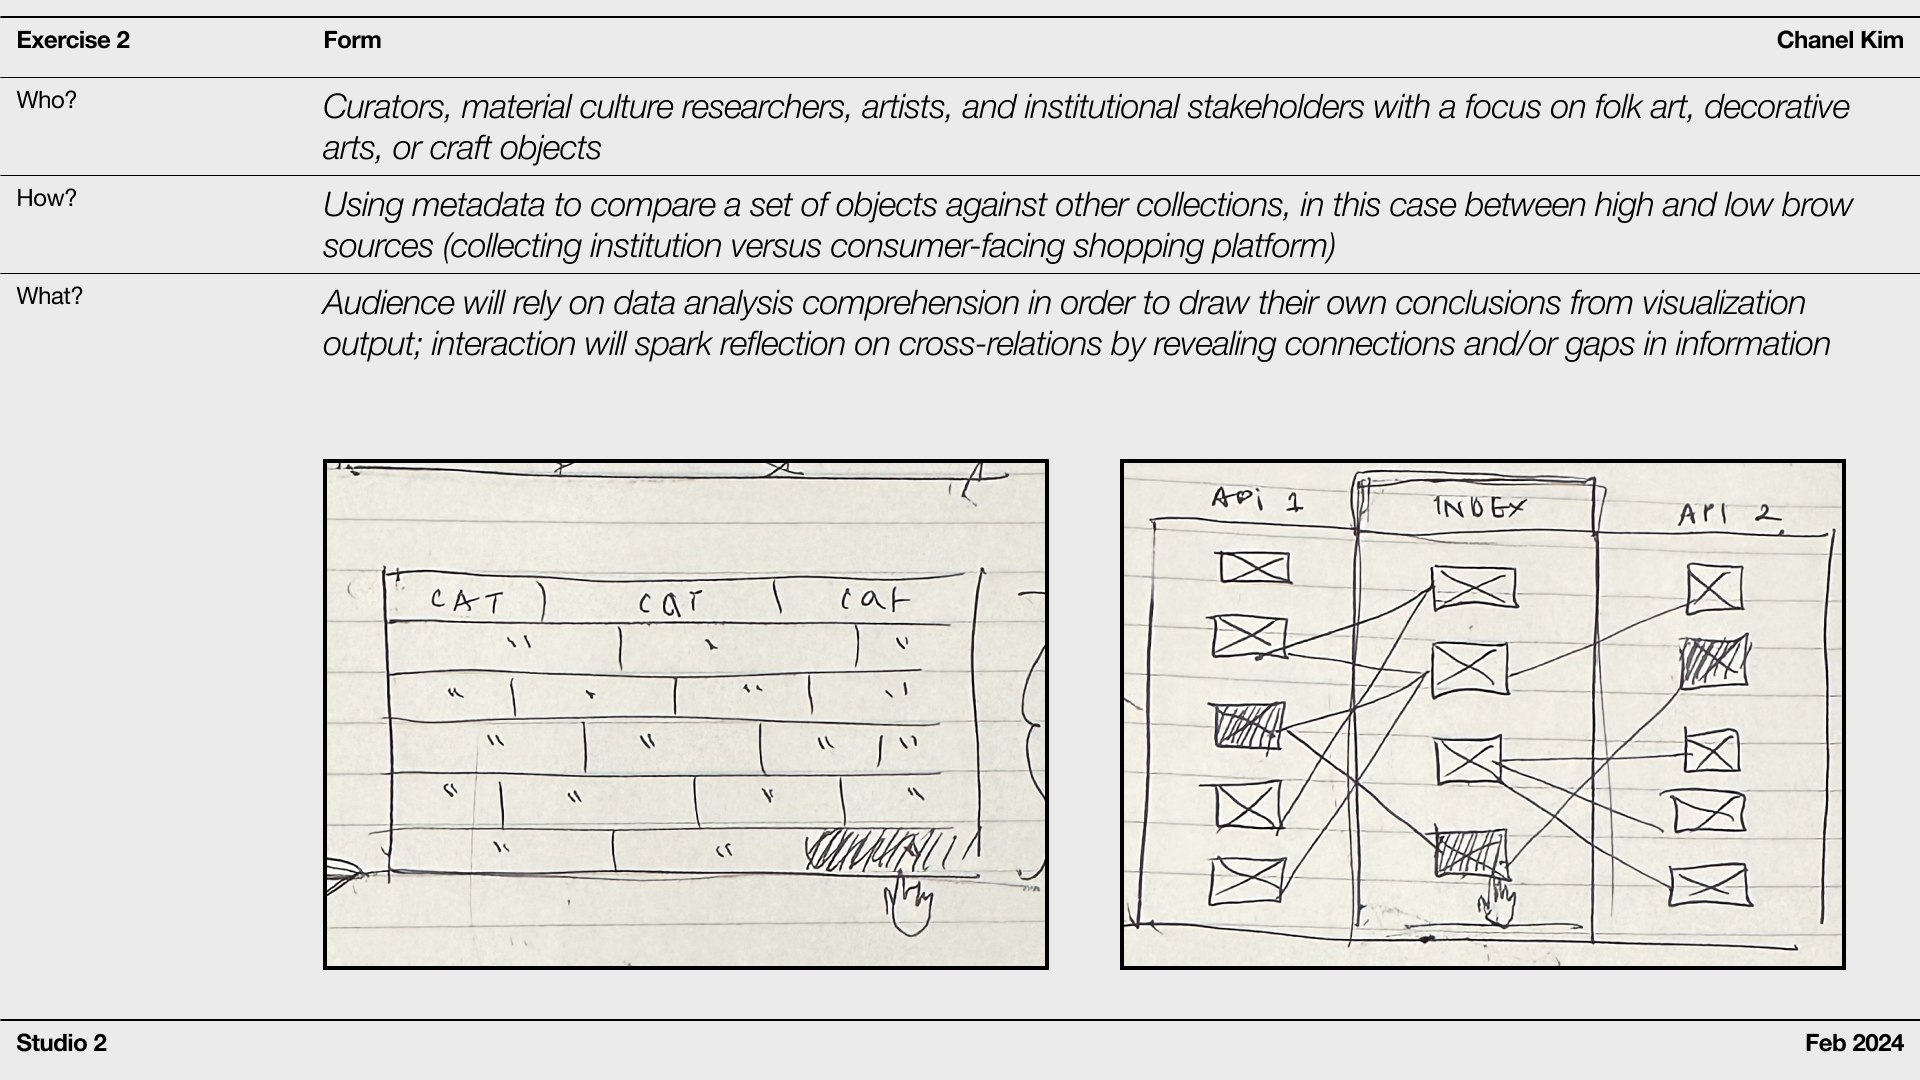 Exercise 2
Form
Chanel Kim
Who?
Curators, material culture researchers, artists, and institutional stakeholders with a focus on folk art, decorative
arts, or craft objects
How?
Using metadata to compare a set of objects against other collections, in this case between high and low brow
sources (collecting institution versus consumer-facing shopping platform)
What?
Audience will rely on data analysis comprehension in order to draw their own conclusions from visualization
output; interaction will spark reflection on cross-relations by revealing connections and/or gaps in information
CAT
cat
cat
API 1
INDEX
API 2
Studio 2
Feb 2024